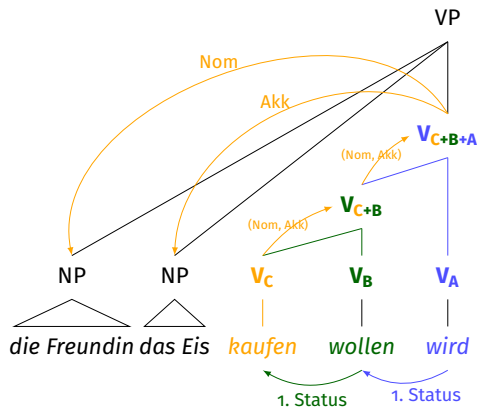 VP
Nom
Akk
V_C+B+A
(Nom, Akk)
V_C+B
(Nom, Akk)
NP NP V_C V_B V_A
die Freundin das Eis kaufen wollen wird
1. Status 1. Status